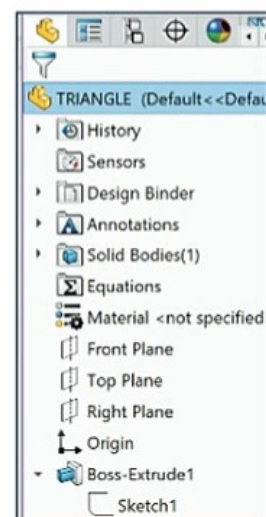 TRIANGLE (Default<<Defau
History
Sensors
Design Binder
Annotations
Solid Bodies(1)
Equations
Material <not specified
Front Plane
Top Plane
Right Plane
Origin
Boss-Extrude1
Sketch1